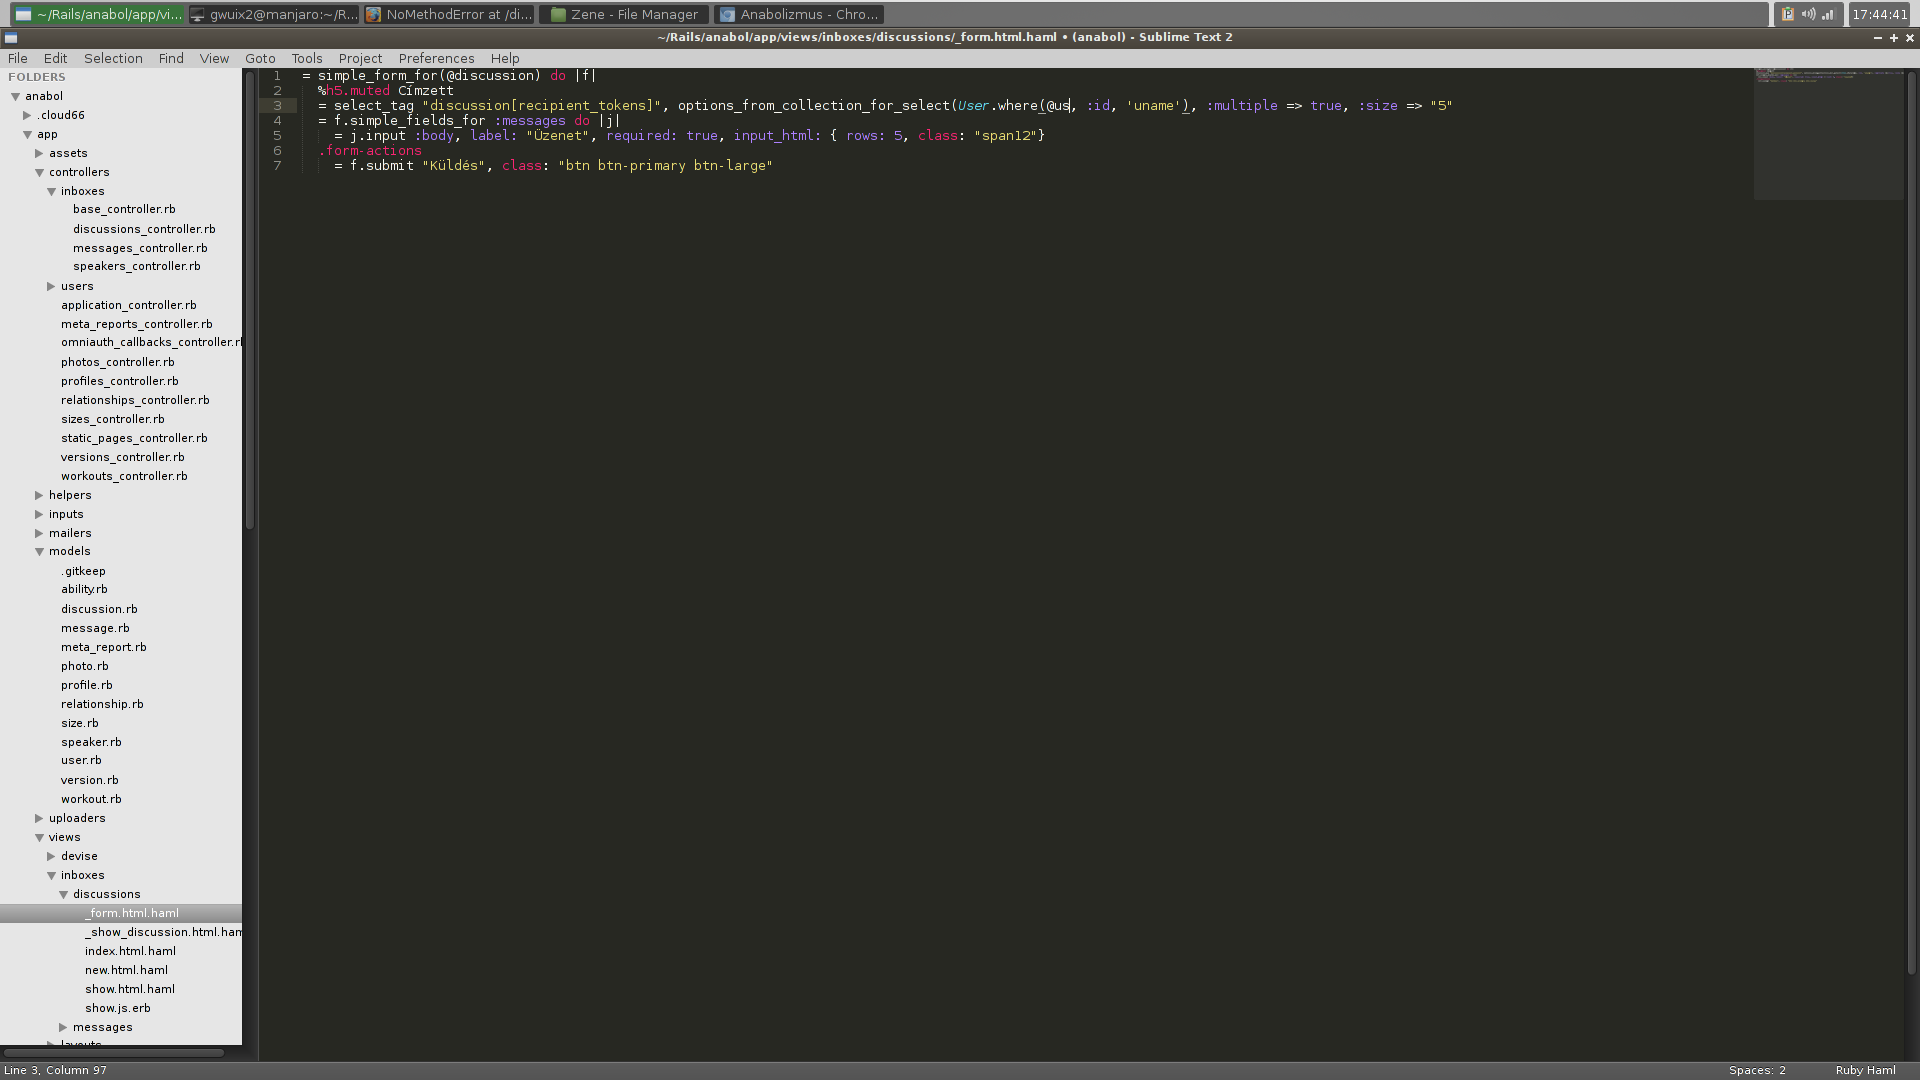 ~/Rails/anabol/app/vi... gwuix2@manjaro:~/R... NoMethodError at /di... Zene - File Manager Anabolizmus - Chro... 17:44:41
~/Rails/anabol/app/views/inboxes/discussions/_form.html.haml • (anabol) - Sublime Text 2
File Edit Selection Find View Goto Tools Project Preferences Help
FOLDERS
anabol
.cloud66
app
assets
controllers
inboxes
base_controller.rb
discussions_controller.rb
messages_controller.rb
speakers_controller.rb
users
application_controller.rb
meta_reports_controller.rb
omniauth_callbacks_controller.rb
photos_controller.rb
profiles_controller.rb
relationships_controller.rb
sizes_controller.rb
static_pages_controller.rb
versions_controller.rb
workouts_controller.rb
helpers
inputs
mailers
models
.gitkeep
ability.rb
discussion.rb
message.rb
meta_report.rb
photo.rb
profile.rb
relationship.rb
size.rb
speaker.rb
user.rb
version.rb
workout.rb
uploaders
views
devise
inboxes
discussions
_form.html.haml
_show_discussion.html.ham
index.html.haml
new.html.haml
show.html.haml
show.js.erb
messages
layouts
1 = simple_form_for(@discussion) do |f|
2 %h5.muted Címzett
3 = select_tag "discussion[recipient_tokens]", options_from_collection_for_select(User.where(@us, :id, 'uname'), :multiple => true, :size => "5"
4 = f.simple_fields_for :messages do |j|
5 = j.input :body, label: "Üzenet", required: true, input_html: { rows: 5, class: "span12"}
6 .form-actions
7 = f.submit "Küldés", class: "btn btn-primary btn-large"
Line 3, Column 97 Spaces: 2 Ruby Haml